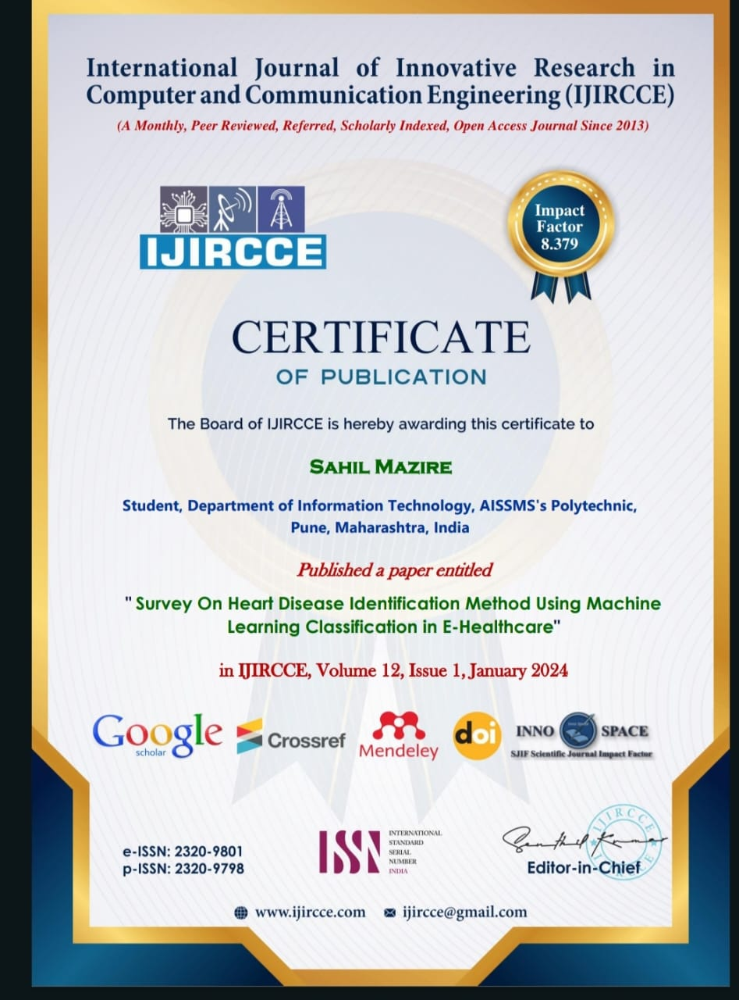 International Journal of Innovative Research in
Computer and Communication Engineering (IJIRCCE)
(A Monthly, Peer Reviewed, Referred, Scholarly Indexed, Open Access Journal Since 2013)
IJIRCCE
Impact
Factor
8.379
CERTIFICATE
OF PUBLICATION
The Board of IJIRCCE is hereby awarding this certificate to
SAHIL MAZIRE
Student, Department of Information Technology, AISSMS's Polytechnic,
Pune, Maharashtra, India
Published a paper entitled
" Survey On Heart Disease Identification Method Using Machine
Learning Classification in E-Healthcare"
in IJIRCCE, Volume 12, Issue 1, January 2024
Google
scholar
Crossref
Mendeley
doi
INNO SPACE
SJIF Scientific Journal Impact Factor
e-ISSN: 2320-9801
p-ISSN: 2320-9798
ISSN
INTERNATIONAL
STANDARD
SERIAL
NUMBER
INDIA
Senthil Kumar
IJIRCCE
IJIRCCE
Editor-in-Chief
www.ijircce.com ijircce@gmail.com